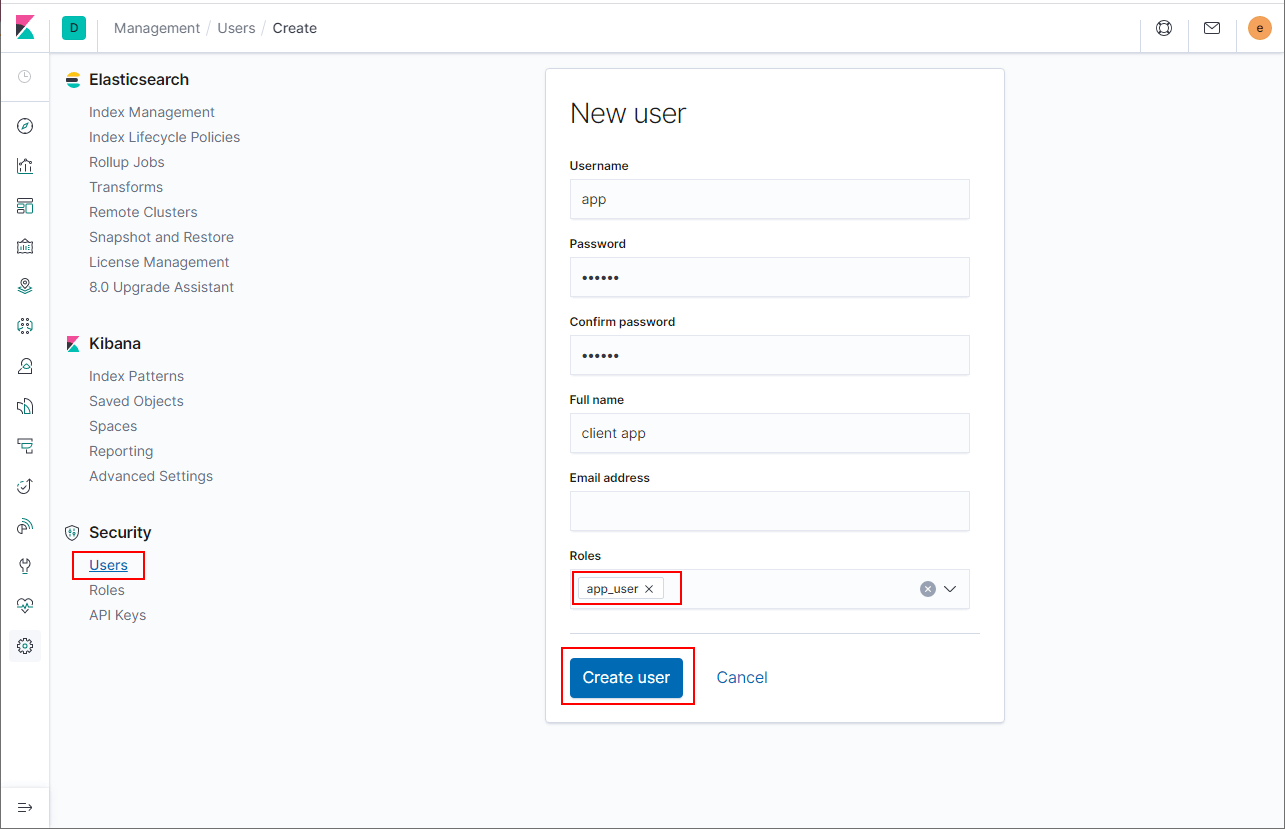 D
Management / Users / Create
e
Elasticsearch
Index Management
Index Lifecycle Policies
Rollup Jobs
Transforms
Remote Clusters
Snapshot and Restore
License Management
8.0 Upgrade Assistant
Kibana
Index Patterns
Saved Objects
Spaces
Reporting
Advanced Settings
Security
Users
Roles
API Keys
New user
Username
app
Password
••••••
Confirm password
••••••
Full name
client app
Email address
Roles
app_user
Create user
Cancel